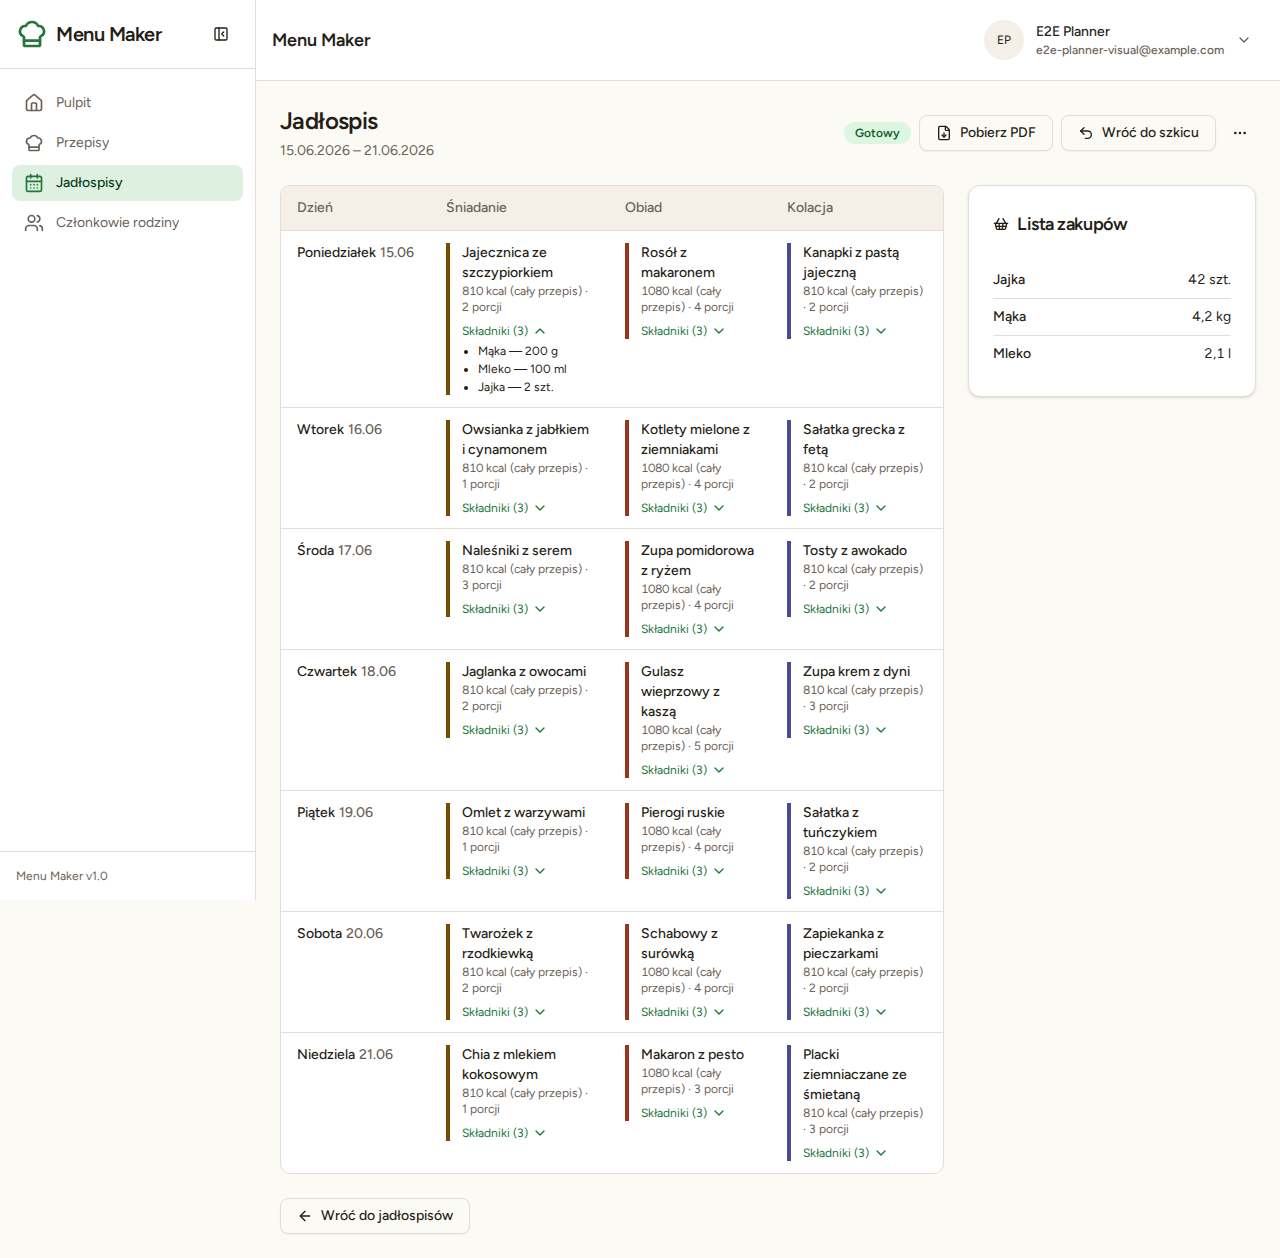 Menu Maker
Menu Maker
EP
E2E Planner
e2e-planner-visual@example.com
Pulpit
Przepisy
Jadłospisy
Członkowie rodziny
Menu Maker v1.0
Jadłospis
15.06.2026 – 21.06.2026
Gotowy
Pobierz PDF
Wróć do szkicu
Dzień
Śniadanie
Obiad
Kolacja
Poniedziałek 15.06
Jajecznica ze
szczypiorkiem
810 kcal (cały przepis) ·
2 porcji
Składniki (3)
• Mąka — 200 g
• Mleko — 100 ml
• Jajka — 2 szt.
Rosół z
makaronem
1080 kcal (cały
przepis) · 4 porcji
Składniki (3)
Kanapki z pastą
jajeczną
810 kcal (cały przepis)
· 2 porcji
Składniki (3)
Wtorek 16.06
Owsianka z jabłkiem
i cynamonem
810 kcal (cały przepis) ·
1 porcji
Składniki (3)
Kotlety mielone z
ziemniakami
1080 kcal (cały
przepis) · 4 porcji
Składniki (3)
Sałatka grecka z
fetą
810 kcal (cały przepis)
· 2 porcji
Składniki (3)
Środa 17.06
Naleśniki z serem
810 kcal (cały przepis) ·
3 porcji
Składniki (3)
Zupa pomidorowa
z ryżem
1080 kcal (cały
przepis) · 4 porcji
Składniki (3)
Tosty z awokado
810 kcal (cały przepis)
· 2 porcji
Składniki (3)
Czwartek 18.06
Jaglanka z owocami
810 kcal (cały przepis) ·
2 porcji
Składniki (3)
Gulasz
wieprzowy z
kaszą
1080 kcal (cały
przepis) · 5 porcji
Składniki (3)
Zupa krem z dyni
810 kcal (cały przepis)
· 3 porcji
Składniki (3)
Piątek 19.06
Omlet z warzywami
810 kcal (cały przepis) ·
1 porcji
Składniki (3)
Pierogi ruskie
1080 kcal (cały
przepis) · 4 porcji
Składniki (3)
Sałatka z
tuńczykiem
810 kcal (cały przepis)
· 2 porcji
Składniki (3)
Sobota 20.06
Twarożek z
rzodkiewką
810 kcal (cały przepis) ·
2 porcji
Składniki (3)
Schabowy z
surówką
1080 kcal (cały
przepis) · 4 porcji
Składniki (3)
Zapiekanka z
pieczarkami
810 kcal (cały przepis)
· 2 porcji
Składniki (3)
Niedziela 21.06
Chia z mlekiem
kokosowym
810 kcal (cały przepis) ·
1 porcji
Składniki (3)
Makaron z pesto
1080 kcal (cały
przepis) · 3 porcji
Składniki (3)
Placki
ziemniaczane ze
śmietaną
810 kcal (cały przepis)
· 3 porcji
Składniki (3)
Lista zakupów
Jajka 42 szt.
Mąka 4,2 kg
Mleko 2,1 l
Wróć do jadłospisów